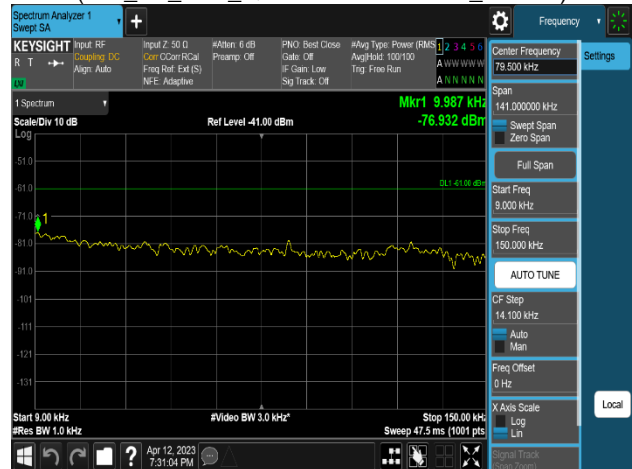 Spectrum Analyzer 1
Swept SA
+
Frequency
KEYSIGHT
R T
LW
Input: RF
Coupling: DC
Align: Auto
Input Z: 50 Ω
Corr CCorr RCal
Freq Ref: Ext (S)
NFE: Adaptive
#Atten: 6 dB
Preamp: Off
PNO: Best Close
Gate: Off
IF Gain: Low
Sig Track: Off
#Avg Type: Power (RMS
Avg|Hold: 100/100
Trig: Free Run
1 2 3 4 5 6
A W W W W W
A N N N N N
1 Spectrum
Scale/Div 10 dB
Log
Ref Level -41.00 dBm
Mkr1 9.987 kHz
-76.932 dBm
DL1 -61.00 dBm
-51.0
-61.0
-71.0
-81.0
-91.0
-101
-111
-121
-131
1
Start 9.00 kHz
#Res BW 1.0 kHz
#Video BW 3.0 kHz*
Stop 150.00 kHz
Sweep 47.5 ms (1001 pts
?
Apr 12, 2023
7:31:04 PM
Center Frequency
79.500 kHz
Span
141.000000 kHz
Swept Span
Zero Span
Full Span
Start Freq
9.000 kHz
Stop Freq
150.000 kHz
AUTO TUNE
CF Step
14.100 kHz
Auto
Man
Freq Offset
0 Hz
X Axis Scale
Log
Lin
Signal Track
(Span Zoom)
Settings
Local